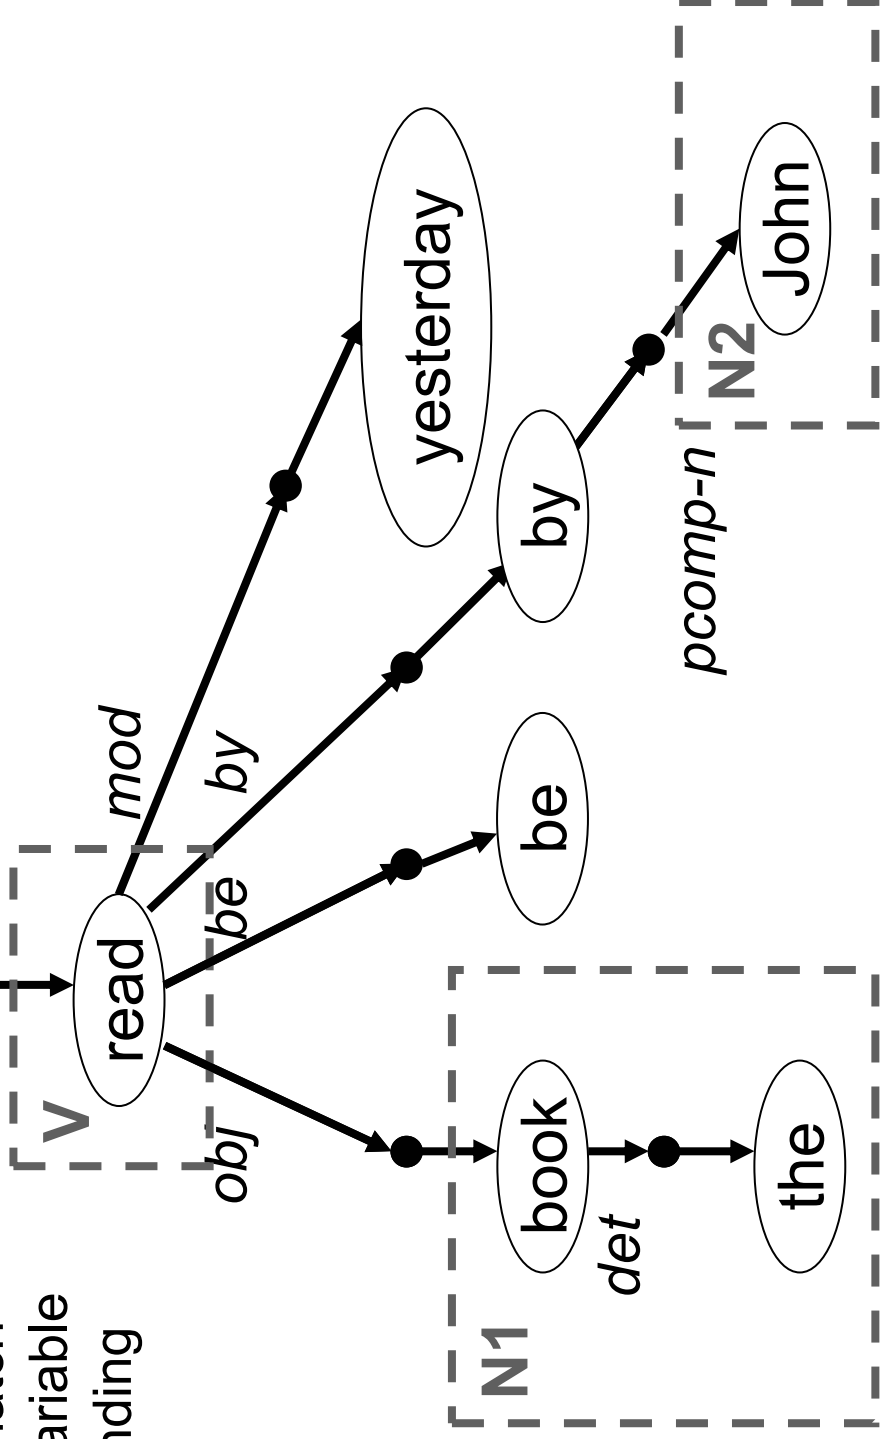 ariable
nding
V
read
mod
obj
be
by
yesterday
N1
book
be
by
det
pcomp-n
N2
the
John